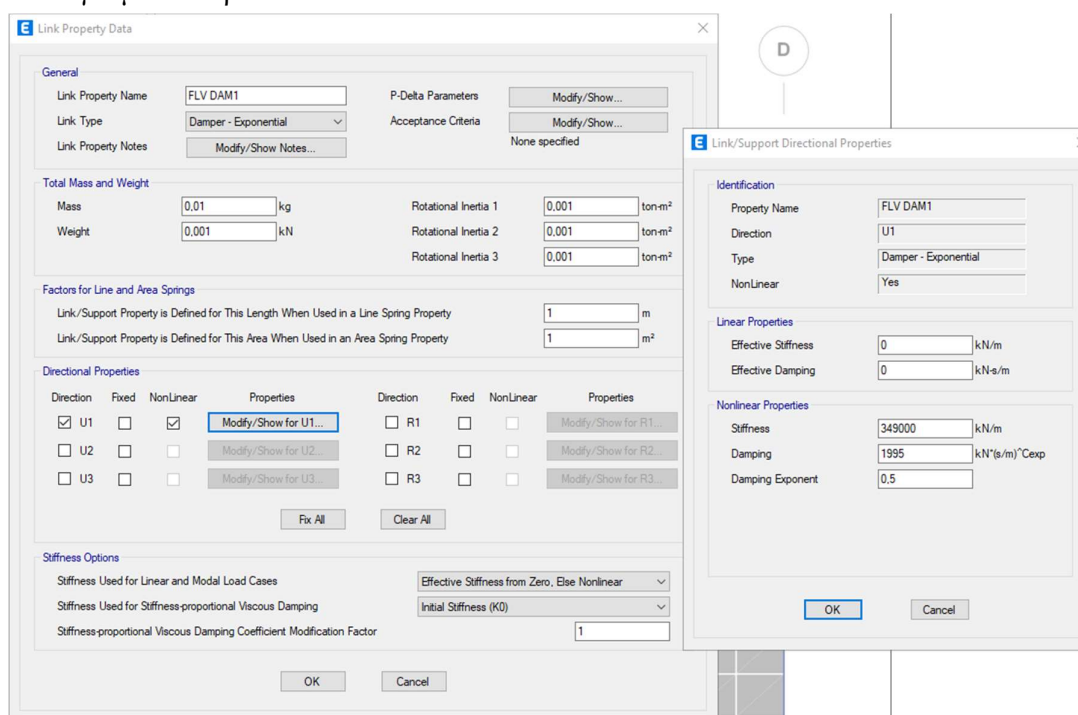 Link Property Data
General
Link Property Name FLV DAM1 P-Delta Parameters Modify/Show...
Link Type Damper - Exponential Acceptance Criteria Modify/Show...
Link Property Notes Modify/Show Notes... None specified
Total Mass and Weight
Mass 0,01 kg Rotational Inertia 1 0,001 ton-m²
Weight 0,001 kN Rotational Inertia 2 0,001 ton-m²
Rotational Inertia 3 0,001 ton-m²
Factors for Line and Area Springs
Link/Support Property is Defined for This Length When Used in a Line Spring Property 1 m
Link/Support Property is Defined for This Area When Used in an Area Spring Property 1 m²
Directional Properties
Direction Fixed NonLinear Properties Direction Fixed NonLinear Properties
U1 Modify/Show for U1... R1 Modify/Show for R1...
U2 Modify/Show for U2... R2 Modify/Show for R2...
U3 Modify/Show for U3... R3 Modify/Show for R3...
Fix All Clear All
Stiffness Options
Stiffness Used for Linear and Modal Load Cases Effective Stiffness from Zero, Else Nonlinear
Stiffness Used for Stiffness-proportional Viscous Damping Initial Stiffness (K0)
Stiffness-proportional Viscous Damping Coefficient Modification Factor 1
OK Cancel
D
Link/Support Directional Properties
Identification
Property Name FLV DAM1
Direction U1
Type Damper - Exponential
NonLinear Yes
Linear Properties
Effective Stiffness 0 kN/m
Effective Damping 0 kN-s/m
Nonlinear Properties
Stiffness 349000 kN/m
Damping 1995 kN*(s/m)^Cexp
Damping Exponent 0,5
OK Cancel